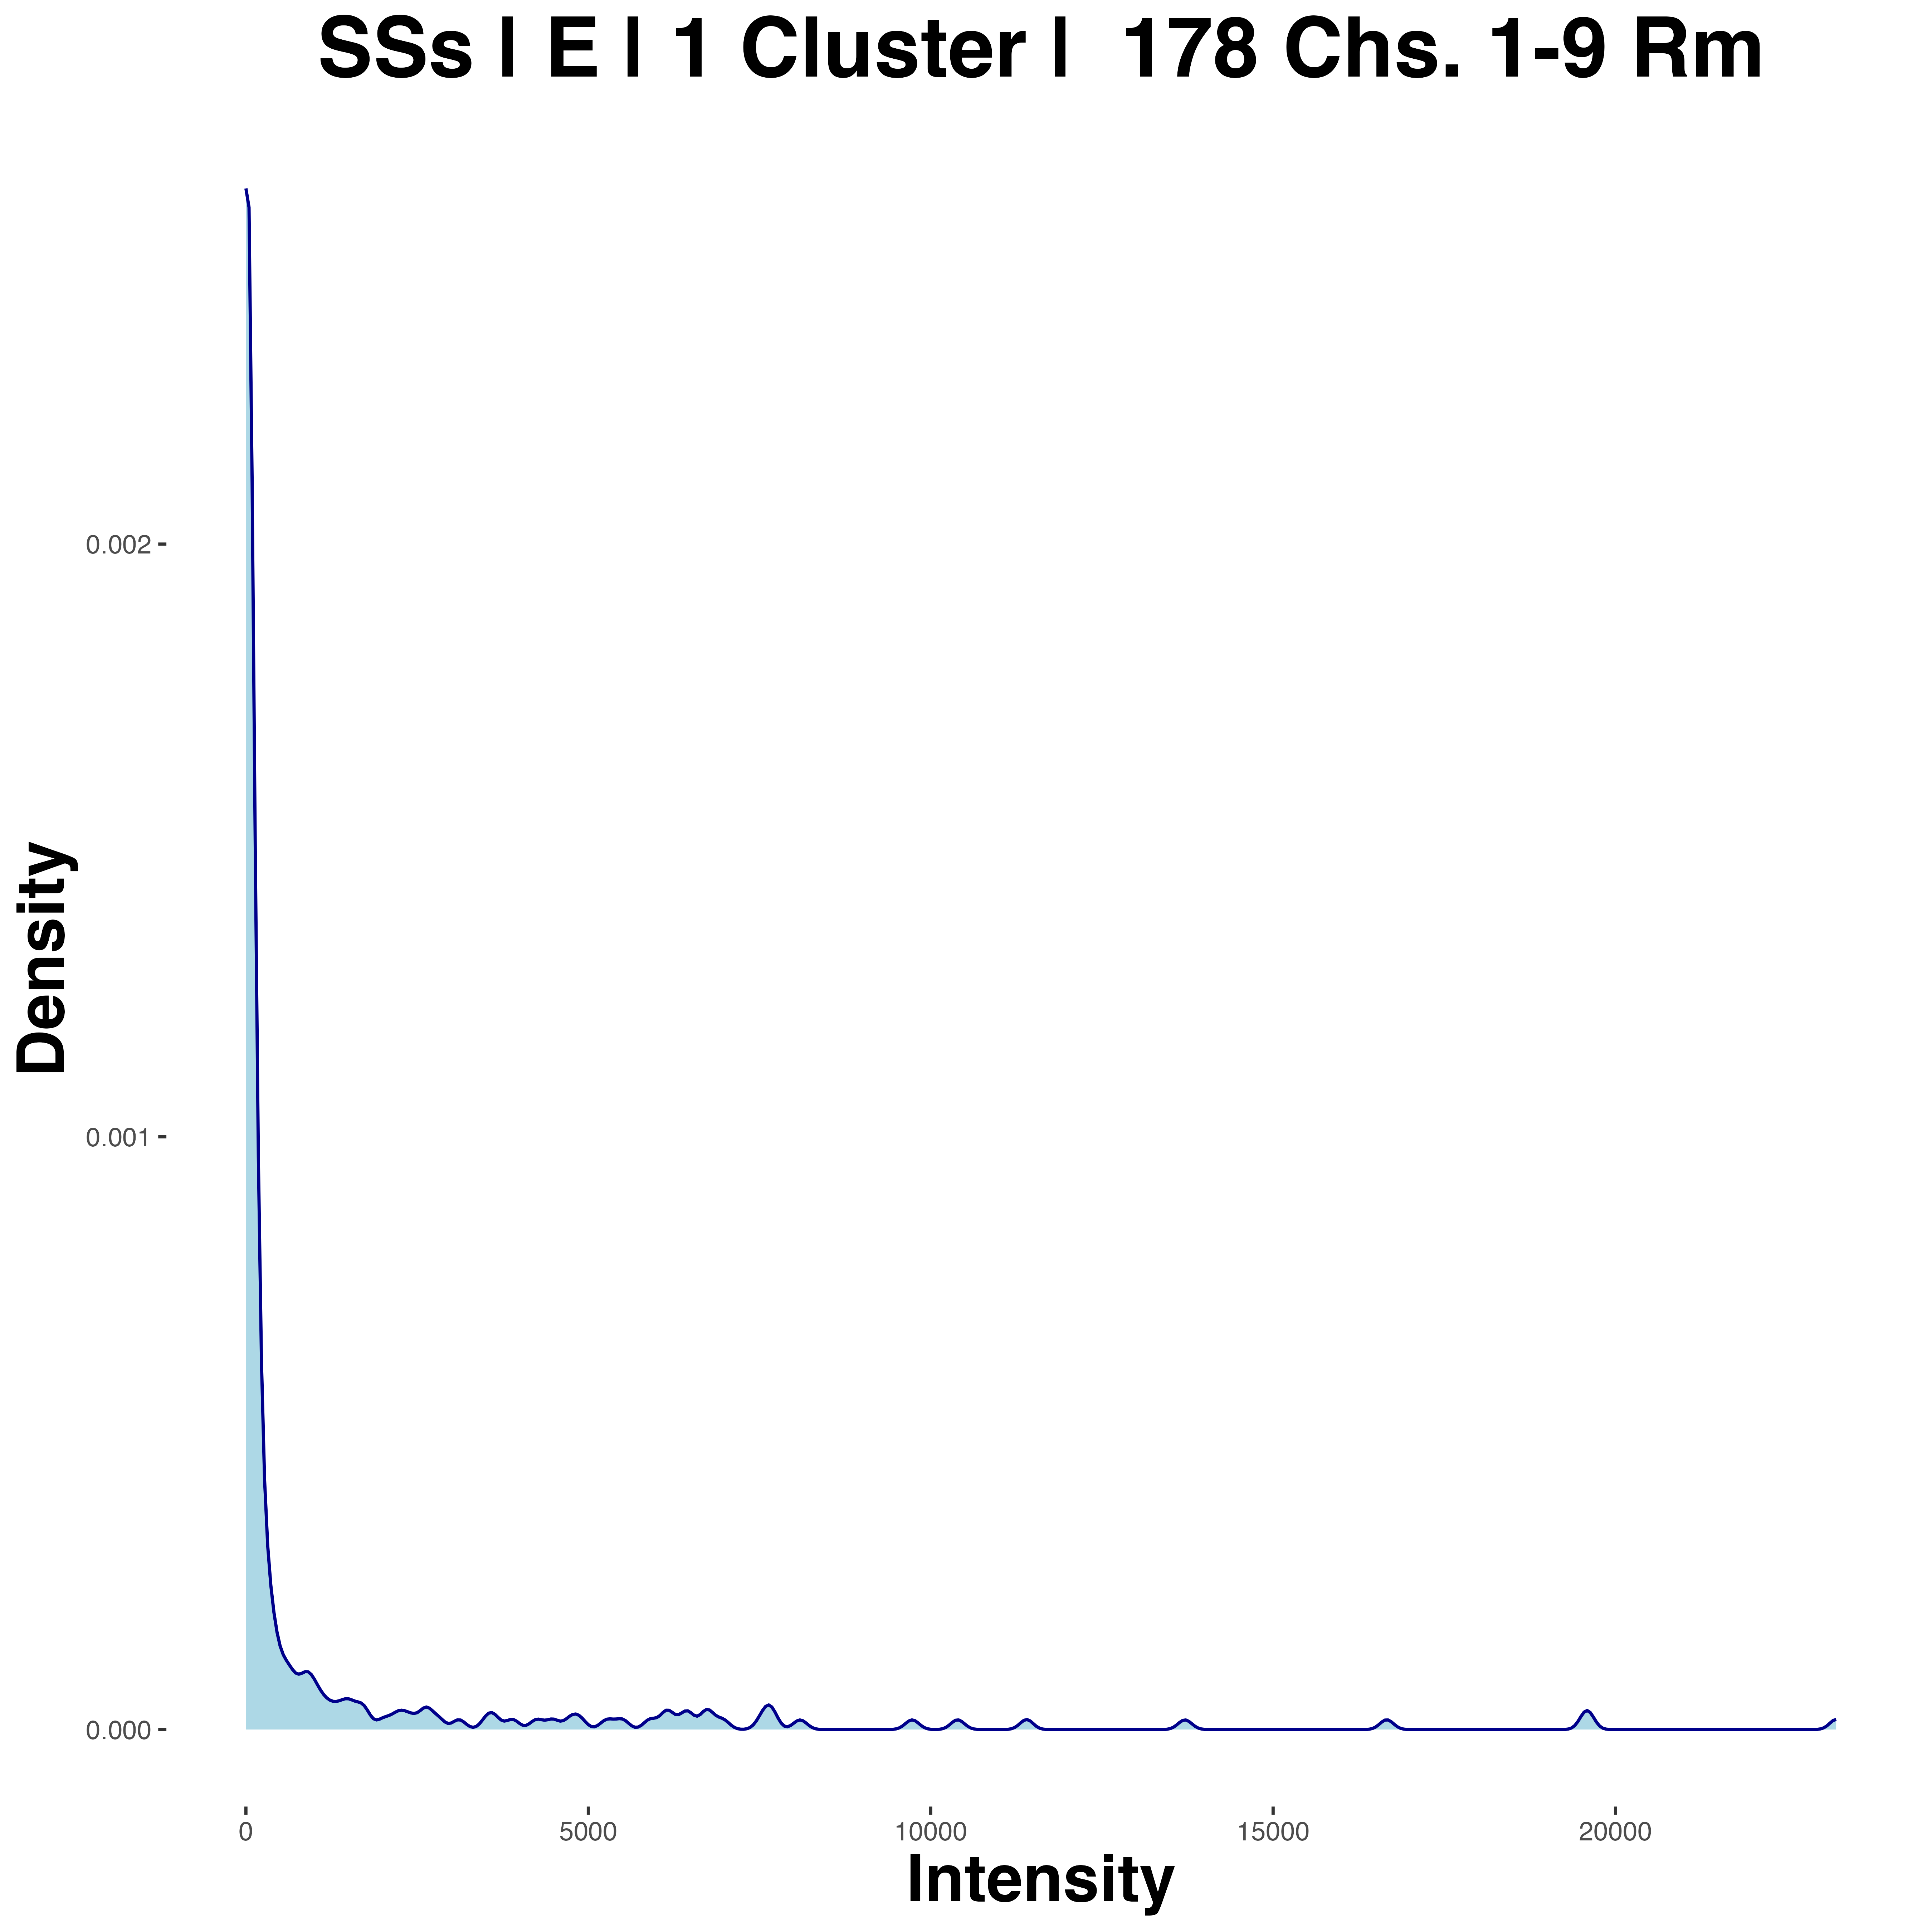 SSs | E | 1 Cluster |  178 Chs. 1-9 Rm
Density
0.002
0.001
0.000
0 5000 10000 15000 20000
Intensity